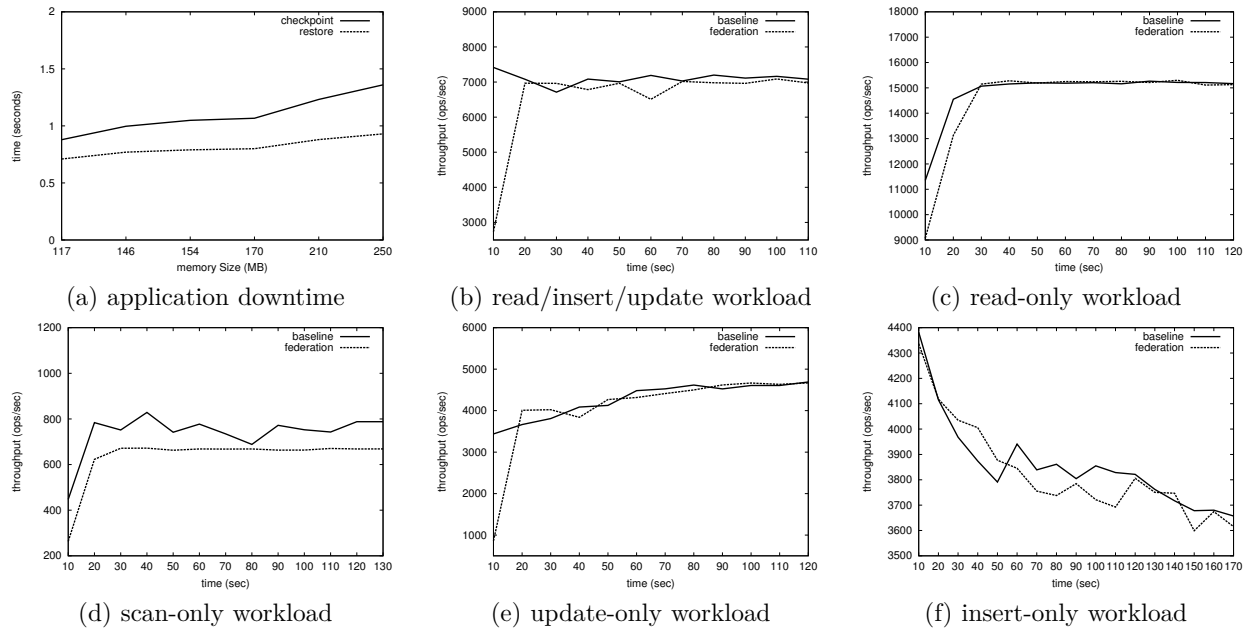 2
1.5
1
0.5
0
117 146 154 170 210 250
time (seconds)
memory Size (MB)
checkpoint
restore
(a) application downtime
10000
9000
8000
7000
6000
5000
4000
3000
10 20 30 40 50 60 70 80 90 100 110
throughput (ops/sec)
time (sec)
baseline
federation
(b) read/insert/update workload
18000
17000
16000
15000
14000
13000
12000
11000
10000
9000
10 20 30 40 50 60 70 80 90 100 110 120
throughput (ops/sec)
time (sec)
baseline
federation
(c) read-only workload
1200
1000
800
600
400
200
10 20 30 40 50 60 70 80 90 100 110 120 130
throughput (ops/sec)
time (sec)
baseline
federation
(d) scan-only workload
6000
5000
4000
3000
2000
1000
10 20 30 40 50 60 70 80 90 100 110 120
throughput (ops/sec)
time (sec)
baseline
federation
(e) update-only workload
4400
4300
4200
4100
4000
3900
3800
3700
3600
3500
10 20 30 40 50 60 70 80 90 100 110 120 130 140 150 160 170
throughput (ops/sec)
time (sec)
baseline
federation
(f) insert-only workload